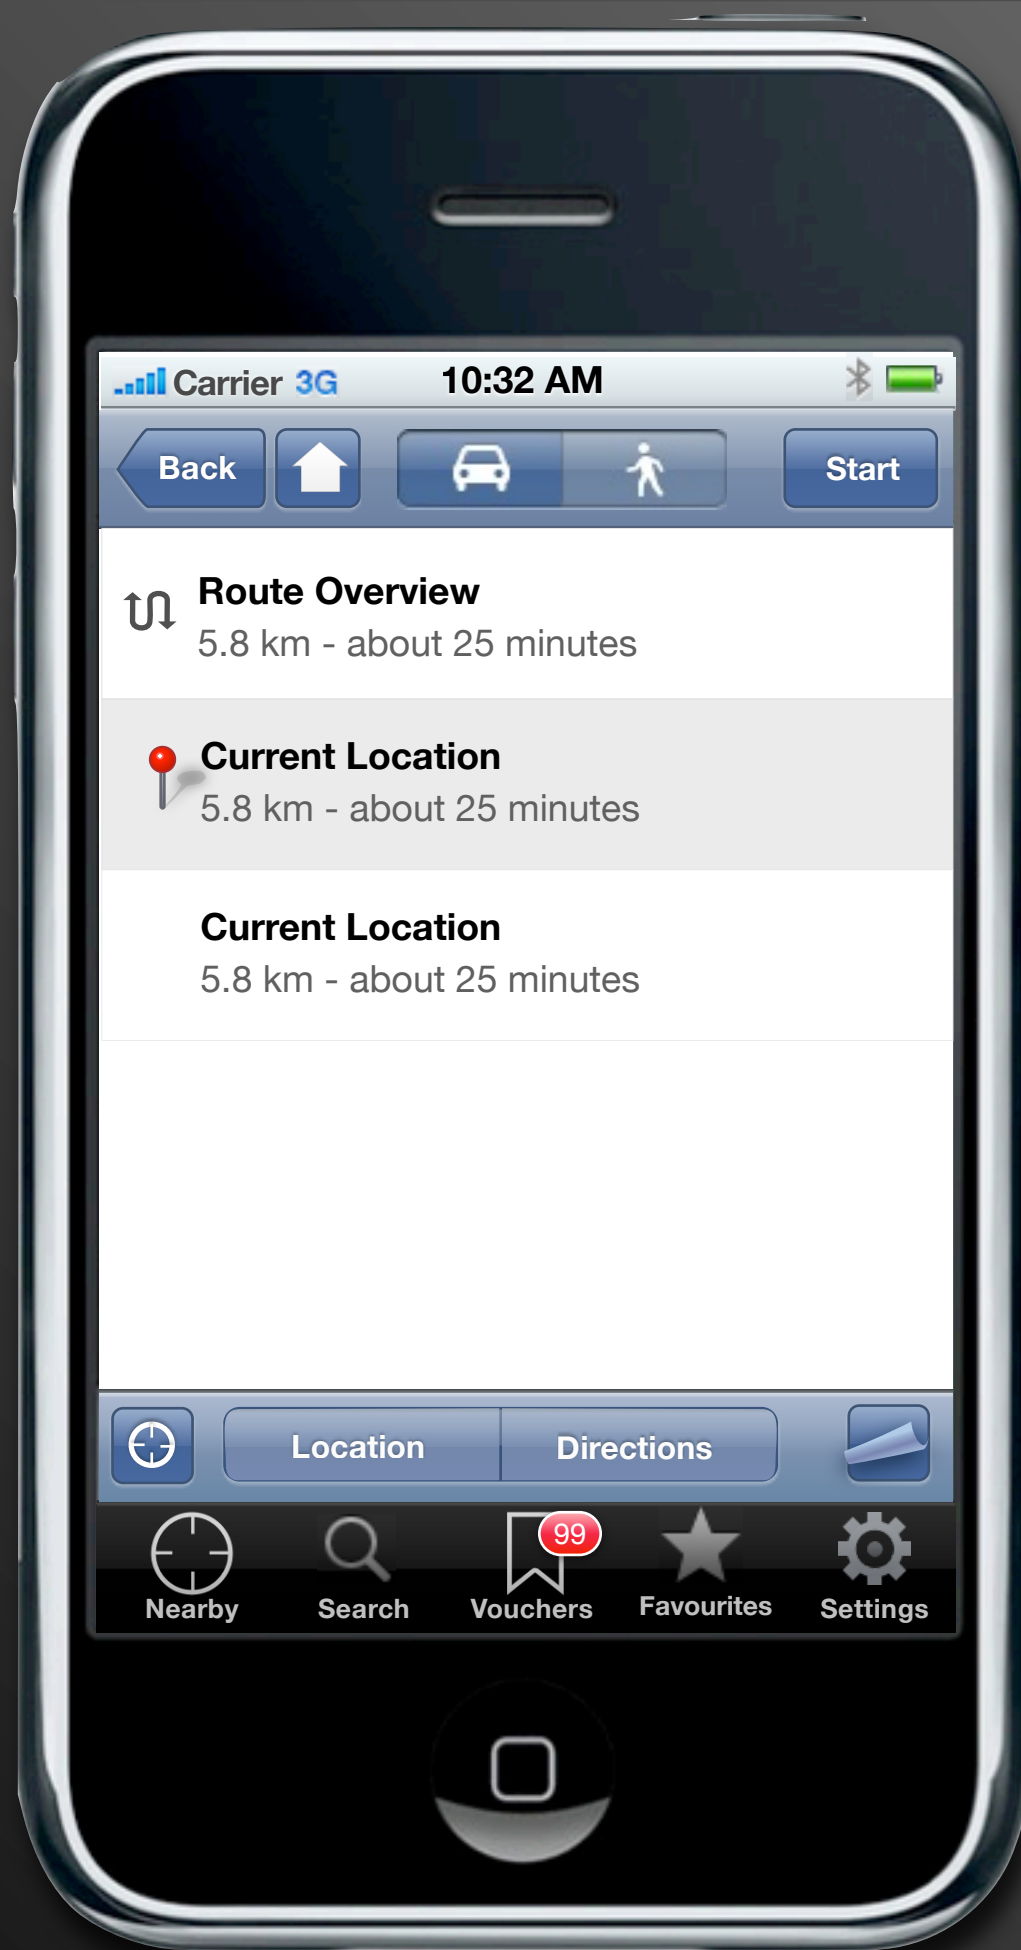 Carrier 3G 10:32 AM
Back Start
Route Overview
5.8 km - about 25 minutes
Current Location
5.8 km - about 25 minutes
Current Location
5.8 km - about 25 minutes
Location Directions
99
Nearby Search Vouchers Favourites Settings